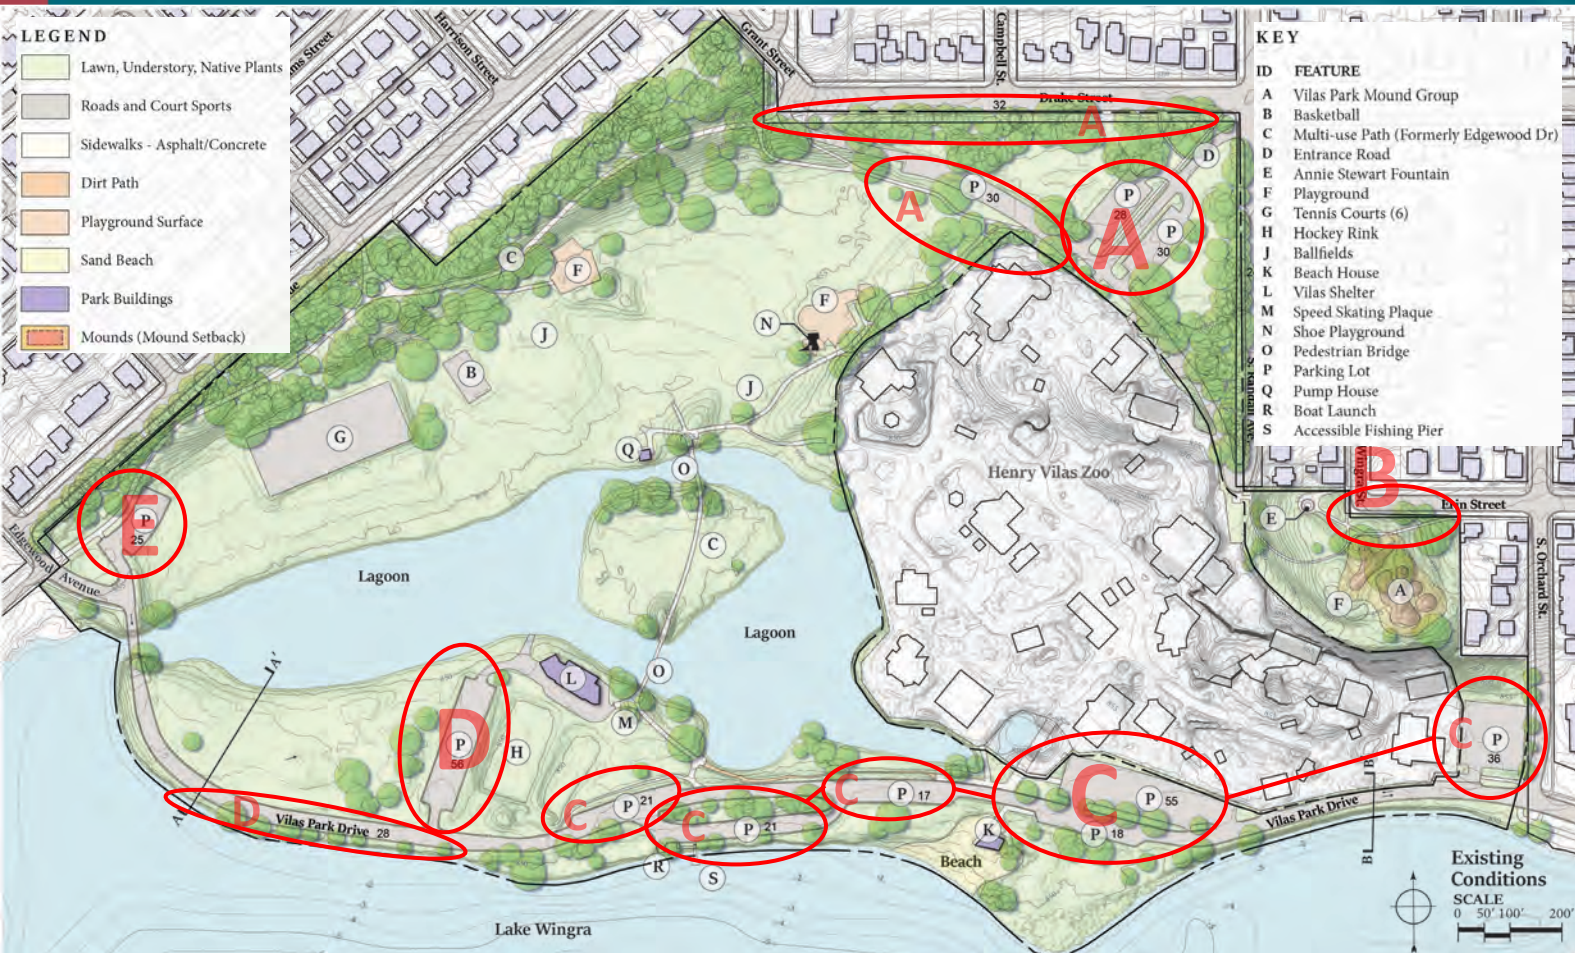 LEGEND
Lawn, Understory, Native Plants
Roads and Court Sports
Sidewalks - Asphalt/Concrete
Dirt Path
Playground Surface
Sand Beach
Park Buildings
Mounds (Mound Setback)
Harrison Street
Street
Grant Street
Campbell St.
32
Drake Street
A
D
P
30
A
P
28
A
P
30
C
F
F
N
J
B
J
G
Q
O
E
P
25
Edgewood
Avenue
Henry Vilas Zoo
C
Lagoon
Lagoon
KEY
ID FEATURE
A Vilas Park Mound Group
B Basketball
C Multi-use Path (Formerly Edgewood Dr)
D Entrance Road
E Annie Stewart Fountain
F Playground
G Tennis Courts (6)
H Hockey Rink
J Ballfields
K Beach House
L Vilas Shelter
M Speed Skating Plaque
N Shoe Playground
O Pedestrian Bridge
P Parking Lot
Q Pump House
R Boat Launch
S Accessible Fishing Pier
Wingra St.
B
Erin Street
E
F
A
S. Orchard St.
A'
A
L
O
M
D
P
56
H
D
Vilas Park Drive 28
C
P 21
C
P 21
C
P 17
C
P 55
P 18
C
P
36
Vilas Park Drive
B'
B
K
Beach
R
S
Lake Wingra
Existing
Conditions
SCALE
0 50' 100' 200'